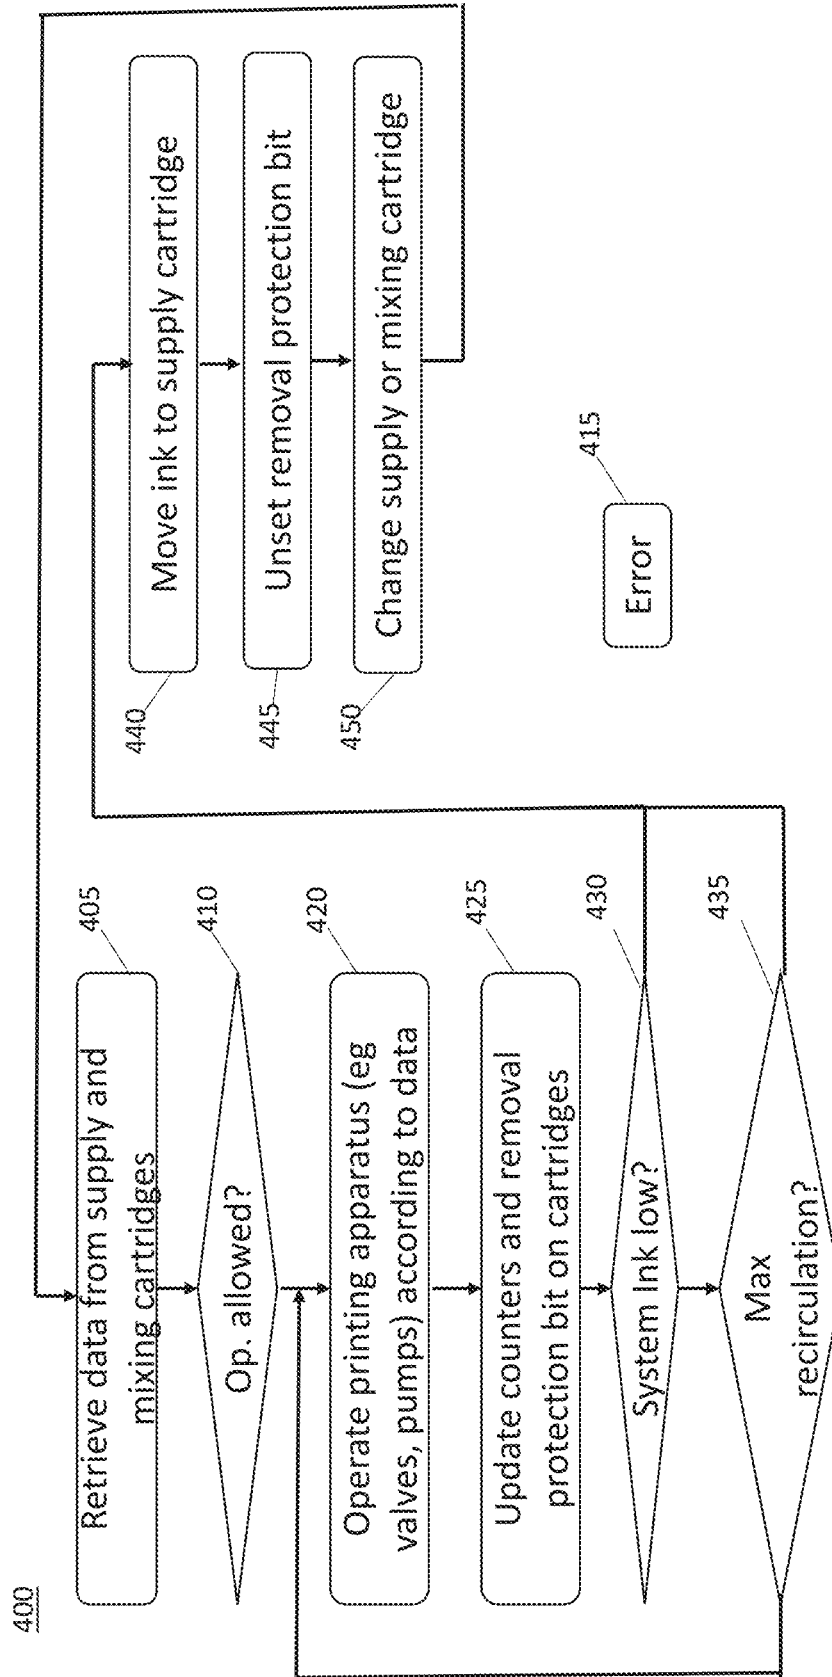 400
Retrieve data from supply and
mixing cartridges
405
Op. allowed?
410
Operate printing apparatus (eg
valves, pumps) according to data
420
Update counters and removal
protection bit on cartridges
425
System Ink low?
430
Max
recirculation?
435
440
Move ink to supply cartridge
445
Unset removal protection bit
450
Change supply or mixing cartridge
Error
415